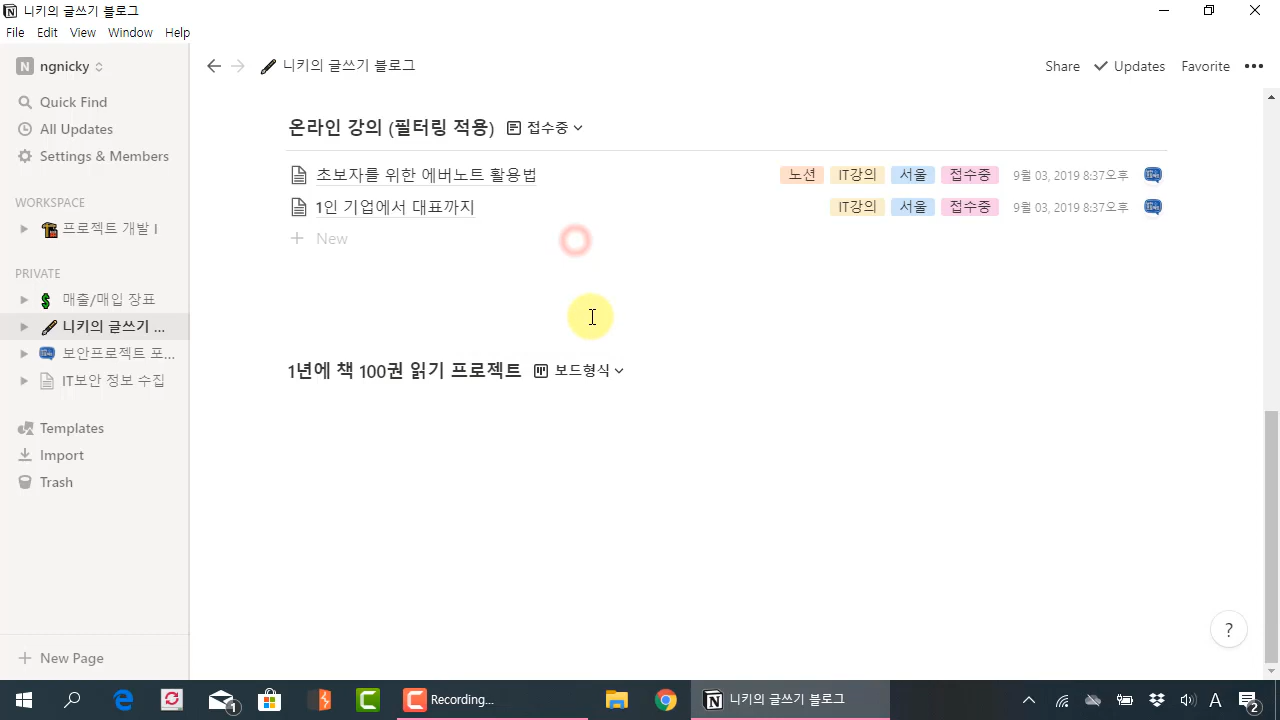 니키의 글쓰기 블로그
File Edit View Window Help
N ngnicky
니키의 글쓰기 블로그
Share Updates Favorite
Quick Find
All Updates
Settings & Members
WORKSPACE
프로젝트 개발 I
PRIVATE
매출/매입 장표
니키의 글쓰기 ...
보안프로젝트 포...
IT보안 정보 수집
Templates
Import
Trash
New Page
온라인 강의 (필터링 적용) 접수중
초보자를 위한 에버노트 활용법 노션 IT강의 서울 접수중 9월 03, 2019 8:37오후
1인 기업에서 대표까지 IT강의 서울 접수중 9월 03, 2019 8:37오후
New
1년에 책 100권 읽기 프로젝트 보드형식
?
1 Recording... 니키의 글쓰기 블로그 A 2